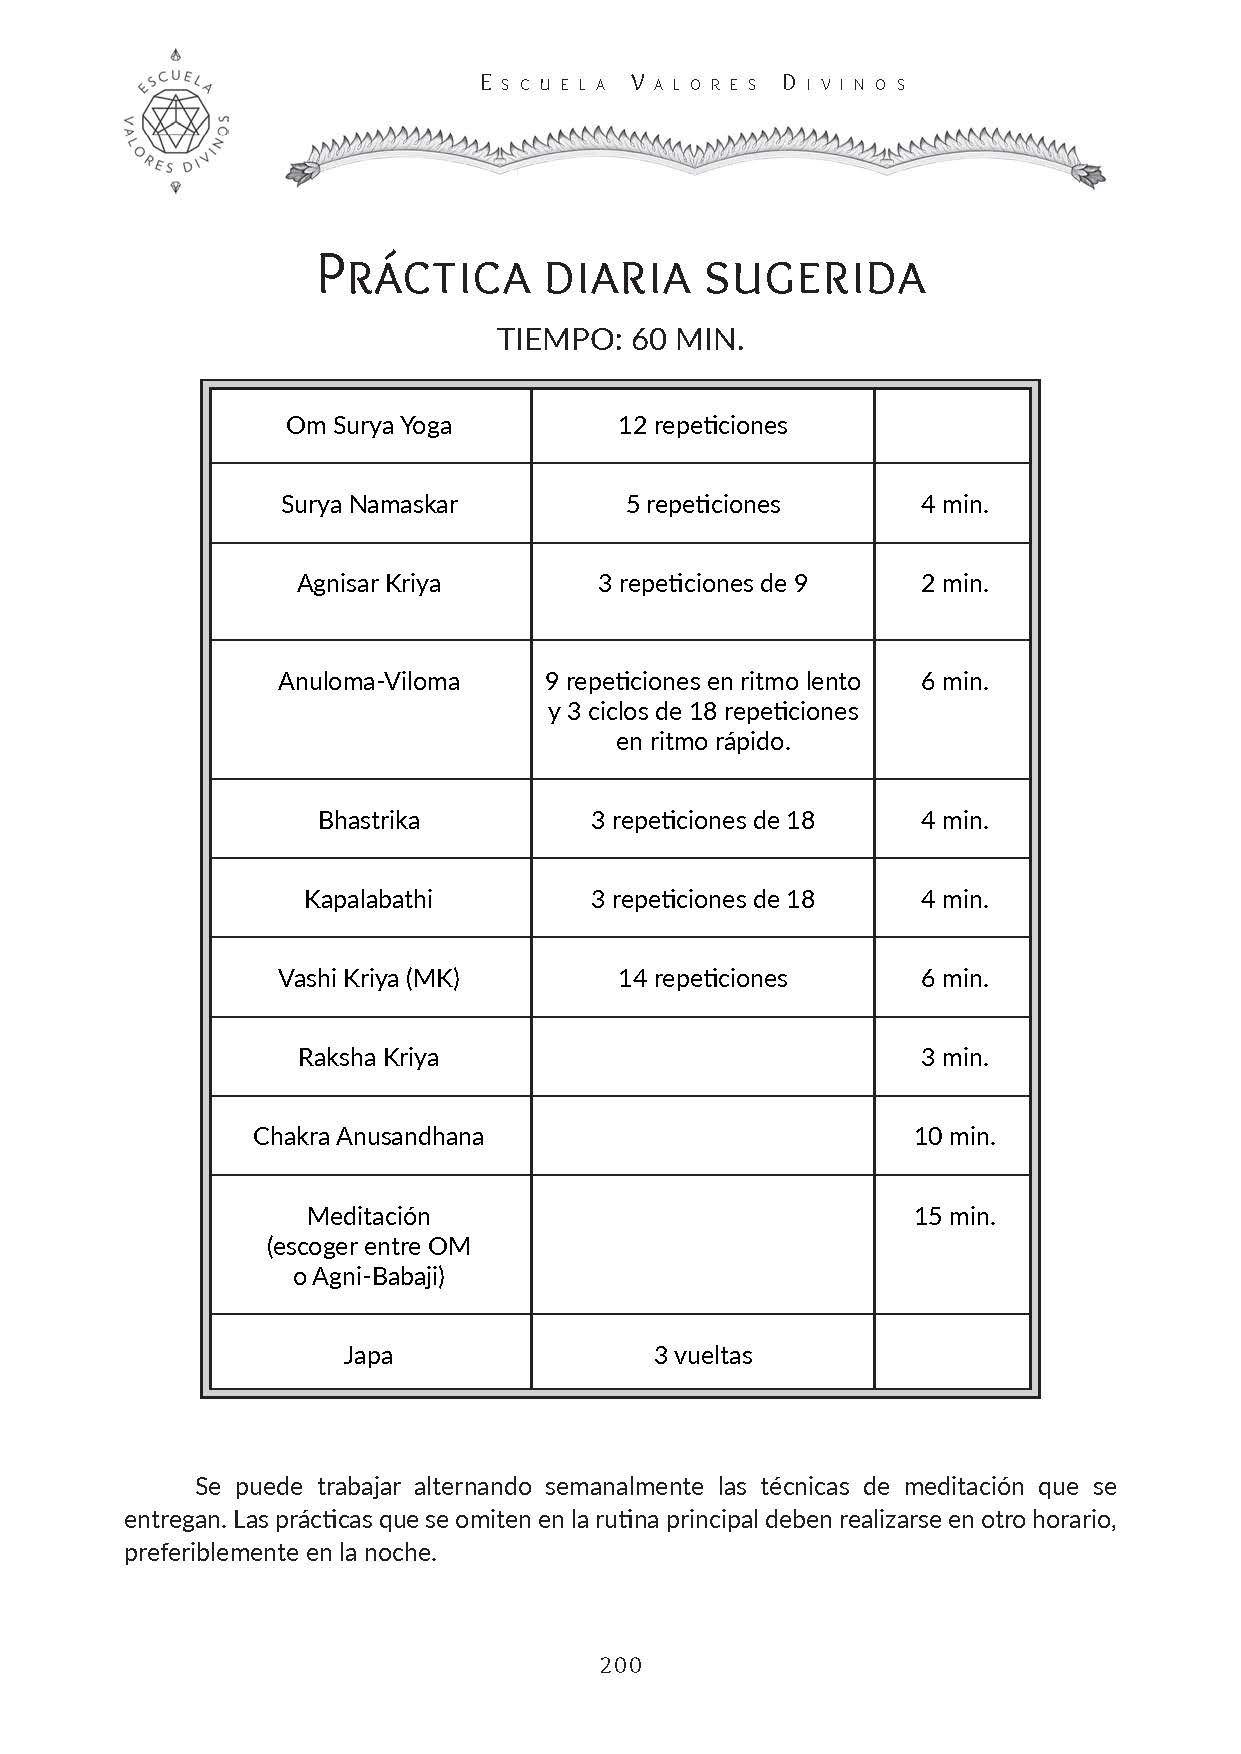 ESCUELA VALORES DIVINOS
ESCUELA VALORES DIVINOS
PRÁCTICA DIARIA SUGERIDA
TIEMPO: 60 MIN.
Om Surya Yoga 12 repeticiones
Surya Namaskar 5 repeticiones 4 min.
Agnisar Kriya 3 repeticiones de 9 2 min.
Anuloma-Viloma 9 repeticiones en ritmo lento 6 min.
y 3 ciclos de 18 repeticiones
en ritmo rápido.
Bhastrika 3 repeticiones de 18 4 min.
Kapalabathi 3 repeticiones de 18 4 min.
Vashi Kriya (MK) 14 repeticiones 6 min.
Raksha Kriya 3 min.
Chakra Anusandhana 10 min.
Meditación 15 min.
(escoger entre OM
o Agni-Babaji)
Japa 3 vueltas
Se puede trabajar alternando semanalmente las técnicas de meditación que se
entregan. Las prácticas que se omiten en la rutina principal deben realizarse en otro horario,
preferiblemente en la noche.
200